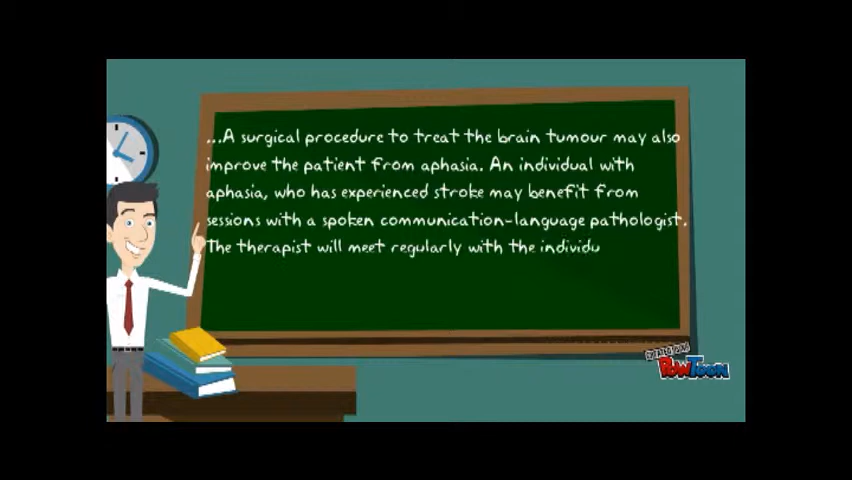 ...A surgical procedure to treat the brain tumour may also
improve the patient from aphasia. An individual with
aphasia, who has experienced stroke may benefit from
sessions with a spoken communication-language pathologist.
The therapist will meet regularly with the individu
POWTOON